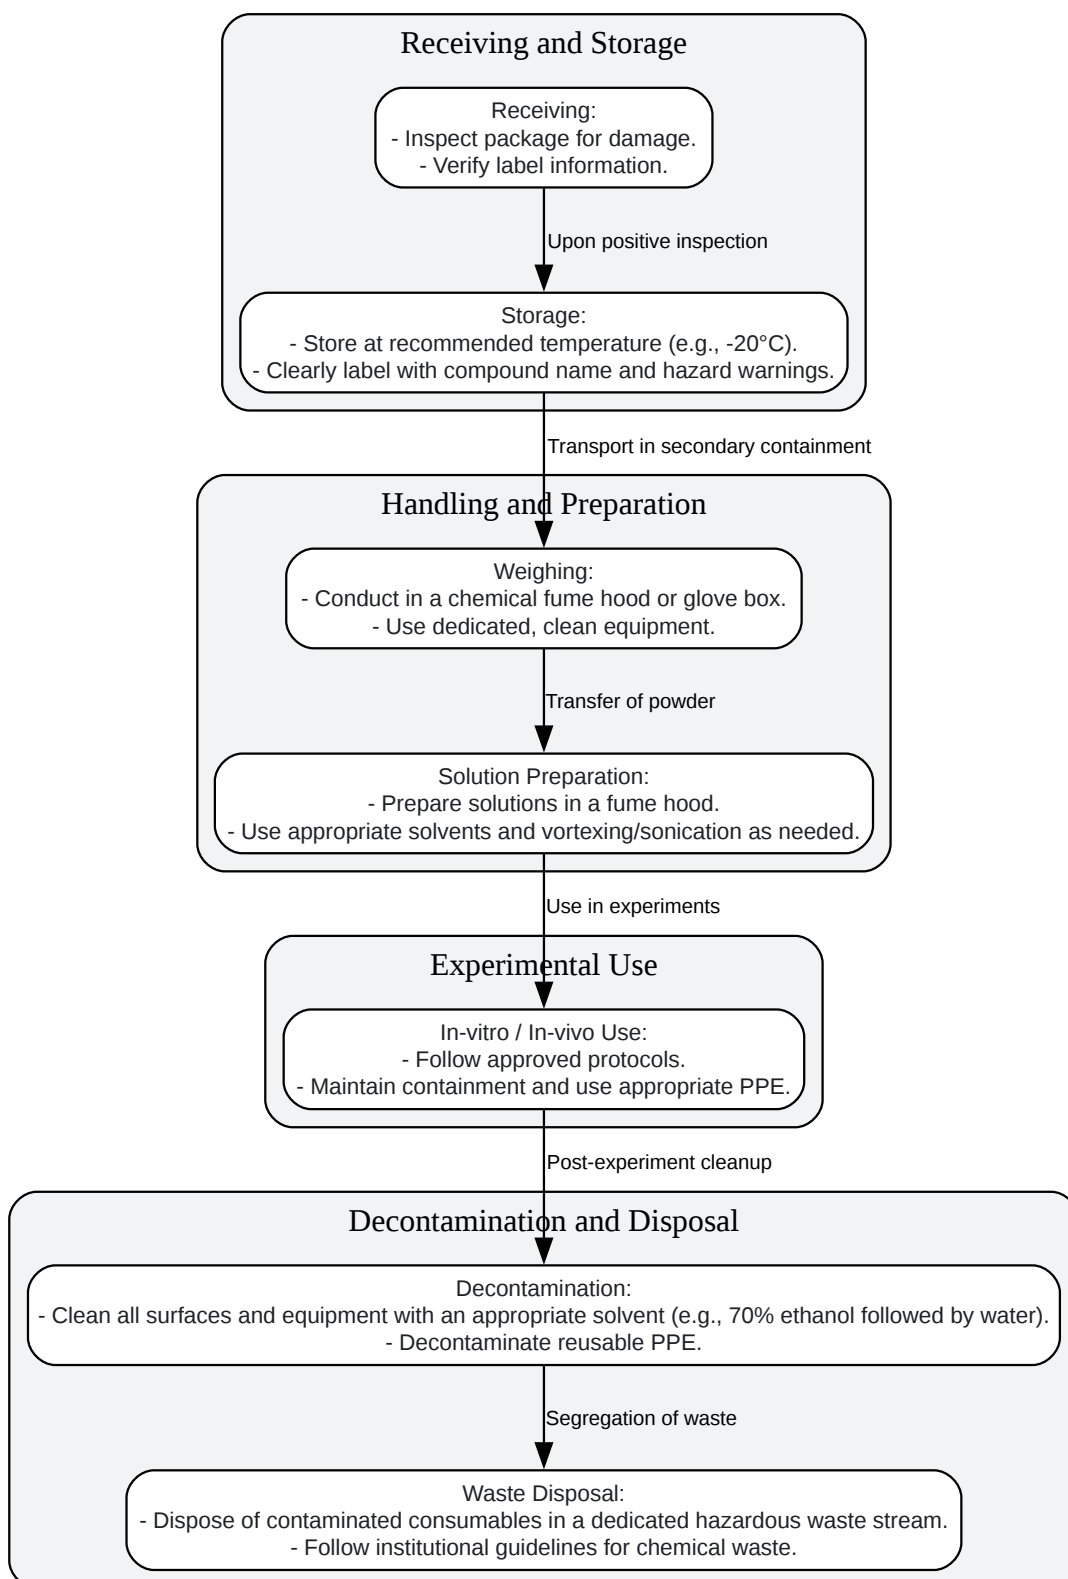 Receiving and Storage
Receiving:
- Inspect package for damage.
- Verify label information.
Upon positive inspection
Storage:
- Store at recommended temperature (e.g., -20°C).
- Clearly label with compound name and hazard warnings.
Transport in secondary containment
Handling and Preparation
Weighing:
- Conduct in a chemical fume hood or glove box.
- Use dedicated, clean equipment.
Transfer of powder
Solution Preparation:
- Prepare solutions in a fume hood.
- Use appropriate solvents and vortexing/sonication as needed.
Use in experiments
Experimental Use
In-vitro / In-vivo Use:
- Follow approved protocols.
- Maintain containment and use appropriate PPE.
Post-experiment cleanup
Decontamination and Disposal
Decontamination:
- Clean all surfaces and equipment with an appropriate solvent (e.g., 70% ethanol followed by water).
- Decontaminate reusable PPE.
Segregation of waste
Waste Disposal:
- Dispose of contaminated consumables in a dedicated hazardous waste stream.
- Follow institutional guidelines for chemical waste.